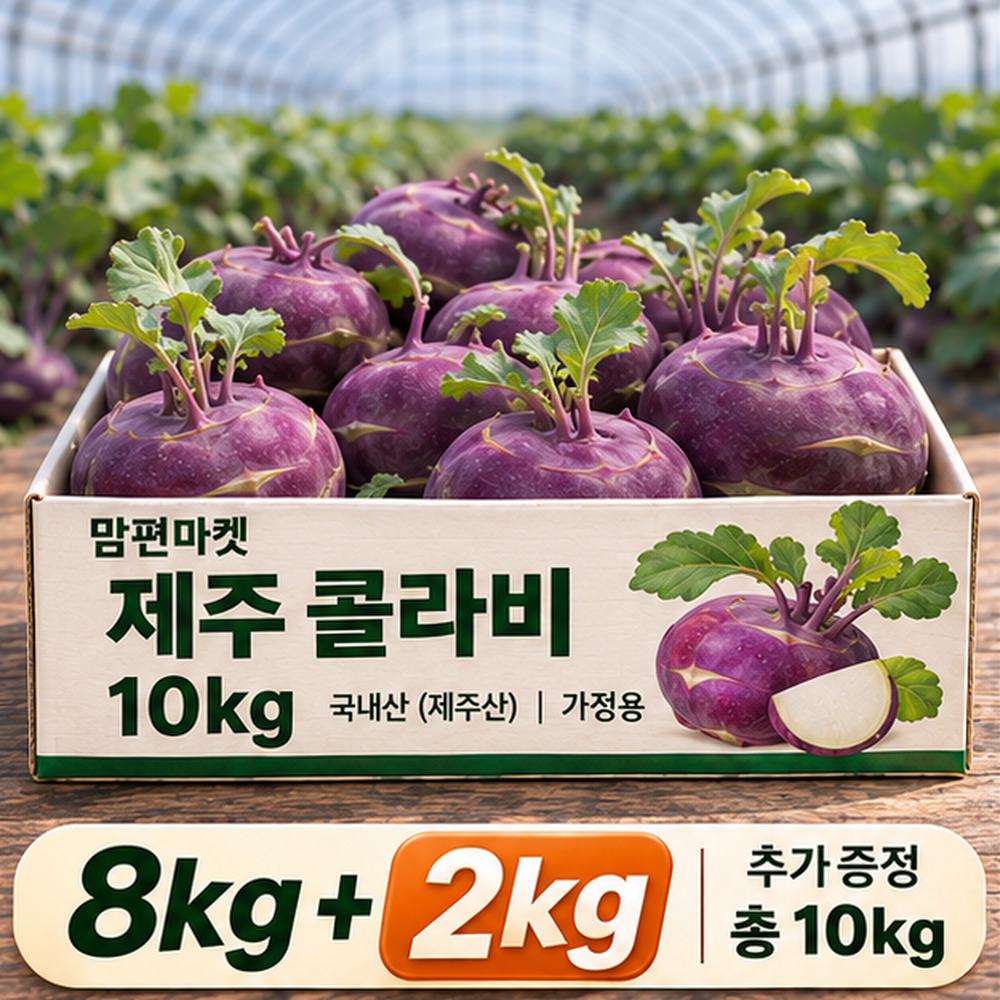 맘편마켓
제주 콜라비
10kg 국내산 (제주산) | 가정용
8kg + 2kg | 추가 증정
총 10kg